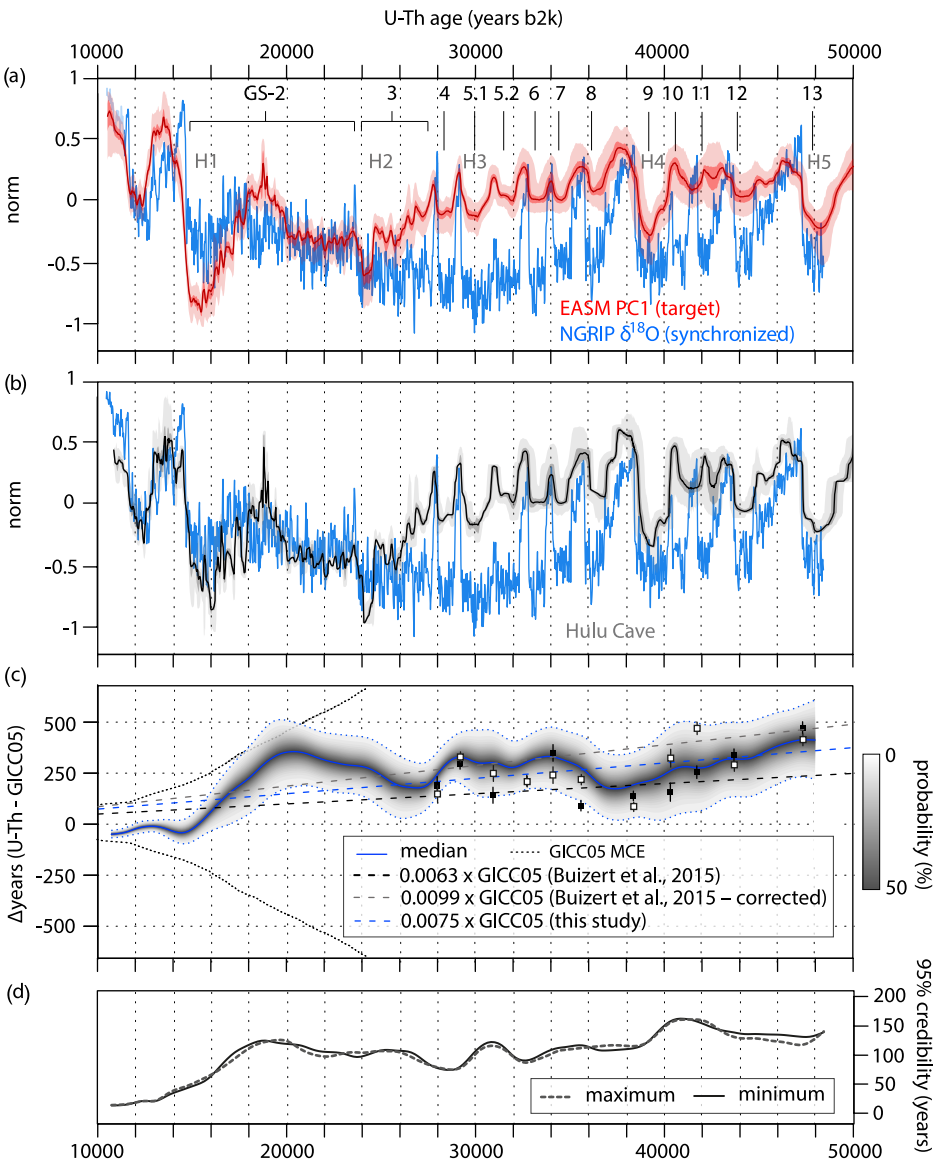 U-Th age (years b2k)
10000 20000 30000 40000 50000
(a)
1
0.5
0
-0.5
-1
norm
GS-2 3 4 5.1 5.2 6 7 8 9 10 11 12 13
H1 H2 H3 H4 H5
EASM PC1 (target)
NGRIP δ18O (synchronized)
(b)
1
0.5
0
-0.5
-1
norm
Hulu Cave
(c)
500
250
0
-250
-500
Δyears (U-Th - GICC05)
median
GICC05 MCE
0.0063 x GICC05 (Buizert et al., 2015)
0.0099 x GICC05 (Buizert et al., 2015 – corrected)
0.0075 x GICC05 (this study)
0
50
probability (%)
(d)
200
150
100
50
0
95% credibility (years)
maximum minimum
10000 20000 30000 40000 50000